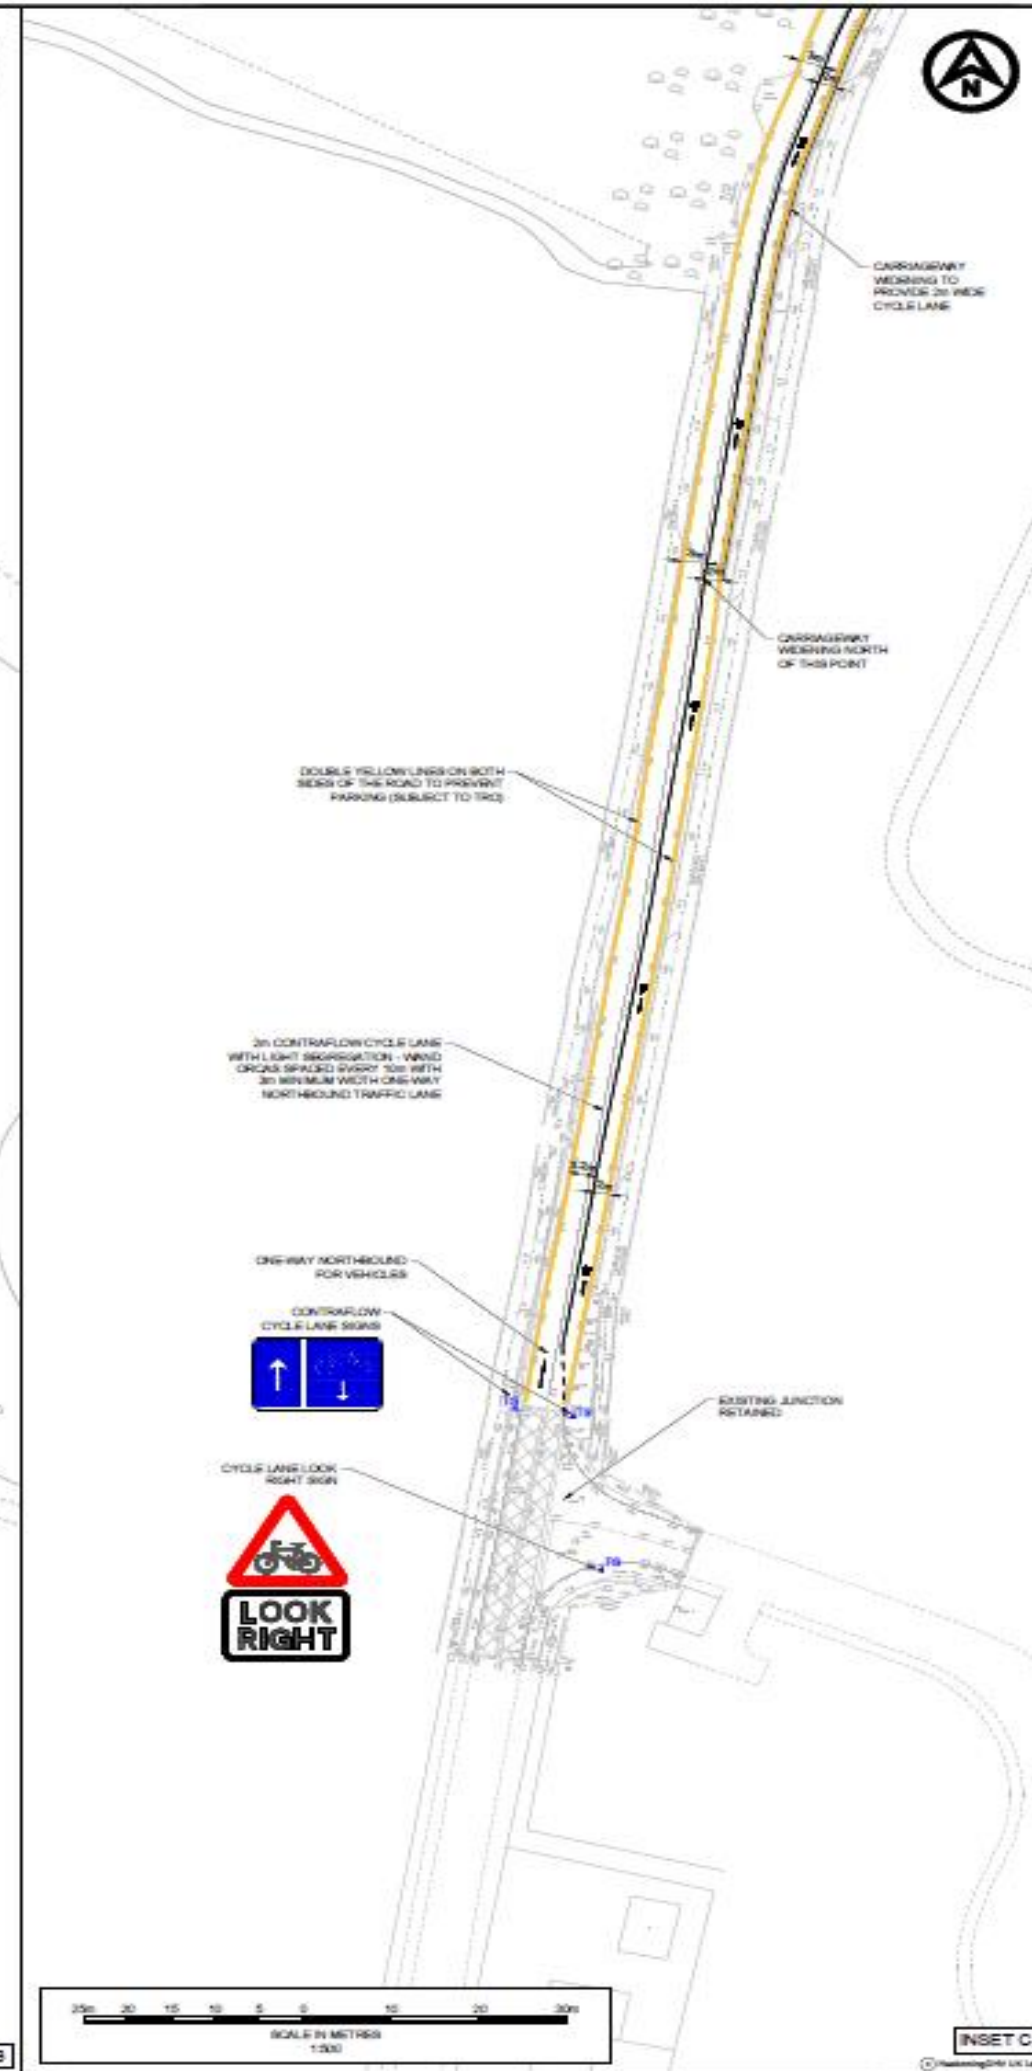 N
CARRIAGEWAY
WIDENING TO
PROVIDE 2m WIDE
CYCLE LANE
CARRIAGEWAY
WIDENING NORTH
OF THIS POINT
DOUBLE YELLOW LINES ON BOTH
SIDES OF THE ROAD TO PREVENT
PARKING (SUBJECT TO TRO)
2m CONTRAFLOW CYCLE LANE
WITH LIGHT SEGREGATION - WAND
ORCAS SPACED EVERY 10m WITH
3m MINIMUM WIDTH ONE-WAY
NORTHBOUND TRAFFIC LANE
ONE-WAY NORTHBOUND
FOR VEHICLES
CONTRAFLOW
CYCLE LANE SIGNS
EXISTING JUNCTION
RETAINED
CYCLE LANE LOOK
RIGHT SIGN
LOOK
RIGHT
25m 20 15 10 5 0 10 20 30m
SCALE IN METRES
1:500
INSET C